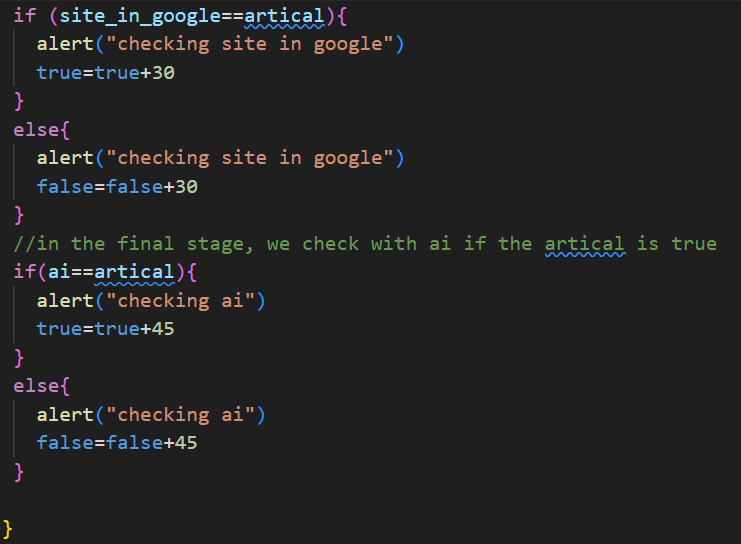 if (site_in_google==artical){
alert("checking site in google")
true=true+30
}
else{
alert("checking site in google")
false=false+30
}
//in the final stage, we check with ai if the artical is true
if(ai==artical){
alert("checking ai")
true=true+45
}
else{
alert("checking ai")
false=false+45
}
}